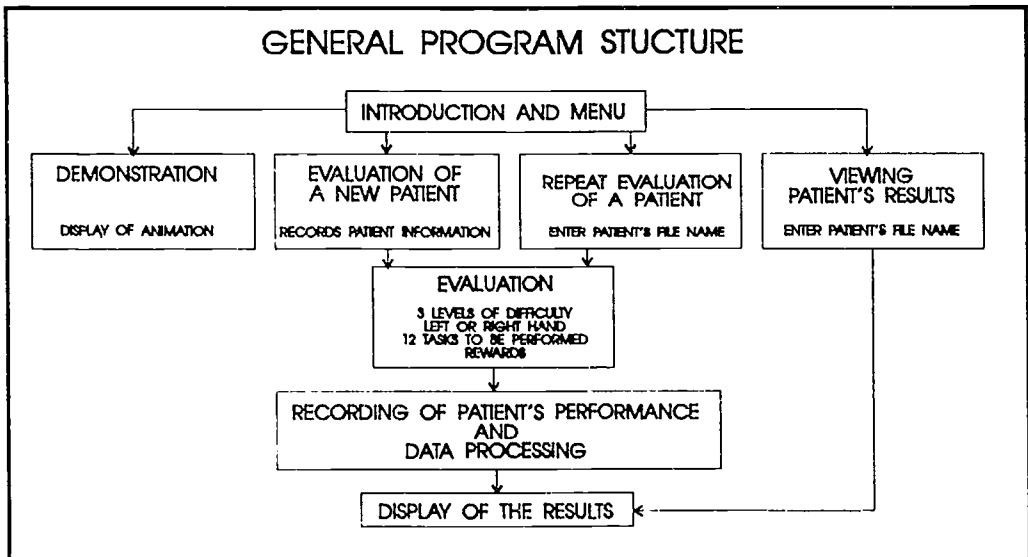 GENERAL PROGRAM STUCTURE
INTRODUCTION AND MENU
DEMONSTRATION
DISPLAY OF ANIMATION
EVALUATION OF
A NEW PATIENT
RECORDS PATIENT INFORMATION
REPEAT EVALUATION
OF A PATIENT
ENTER PATIENT'S FILE NAME
VIEWING
PATIENT'S RESULTS
ENTER PATIENT'S FILE NAME
EVALUATION
3 LEVELS OF DIFFICULTY
LEFT OR RIGHT HAND
12 TASKS TO BE PERFORMED
REWARDS
RECORDING OF PATIENT'S PERFORMANCE
AND
DATA PROCESSING
DISPLAY OF THE RESULTS